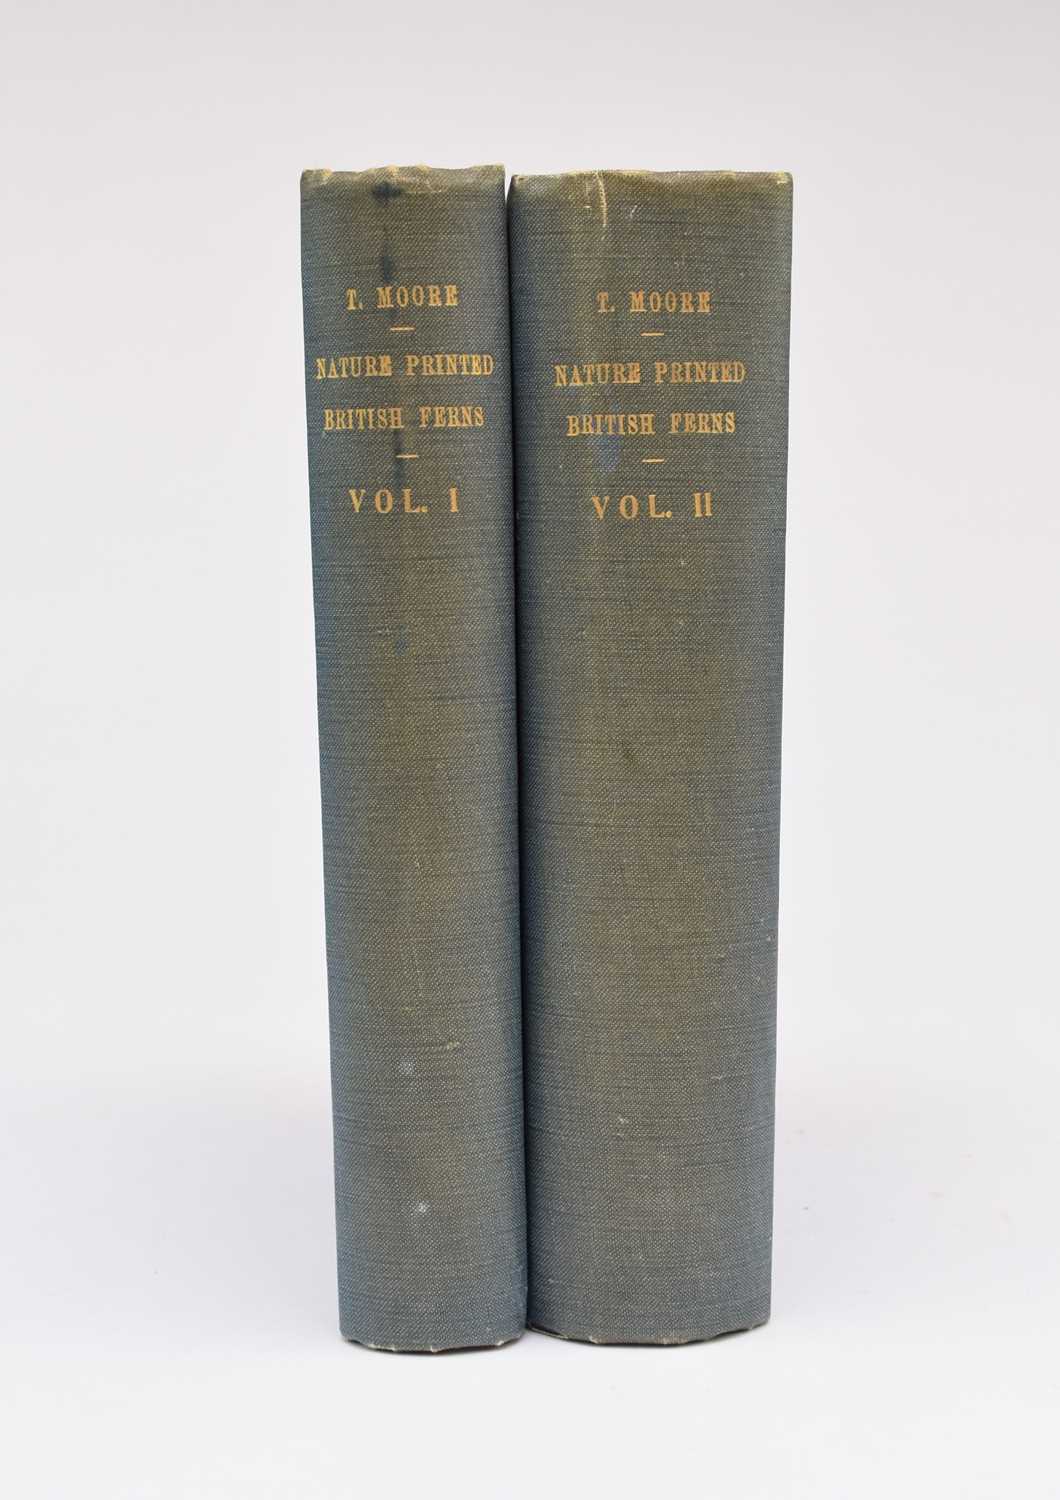 T. MOORE
NATURE PRINTED
BRITISH FERNS
VOL. I
T. MOORE
NATURE PRINTED
BRITISH FERNS
VOL. II